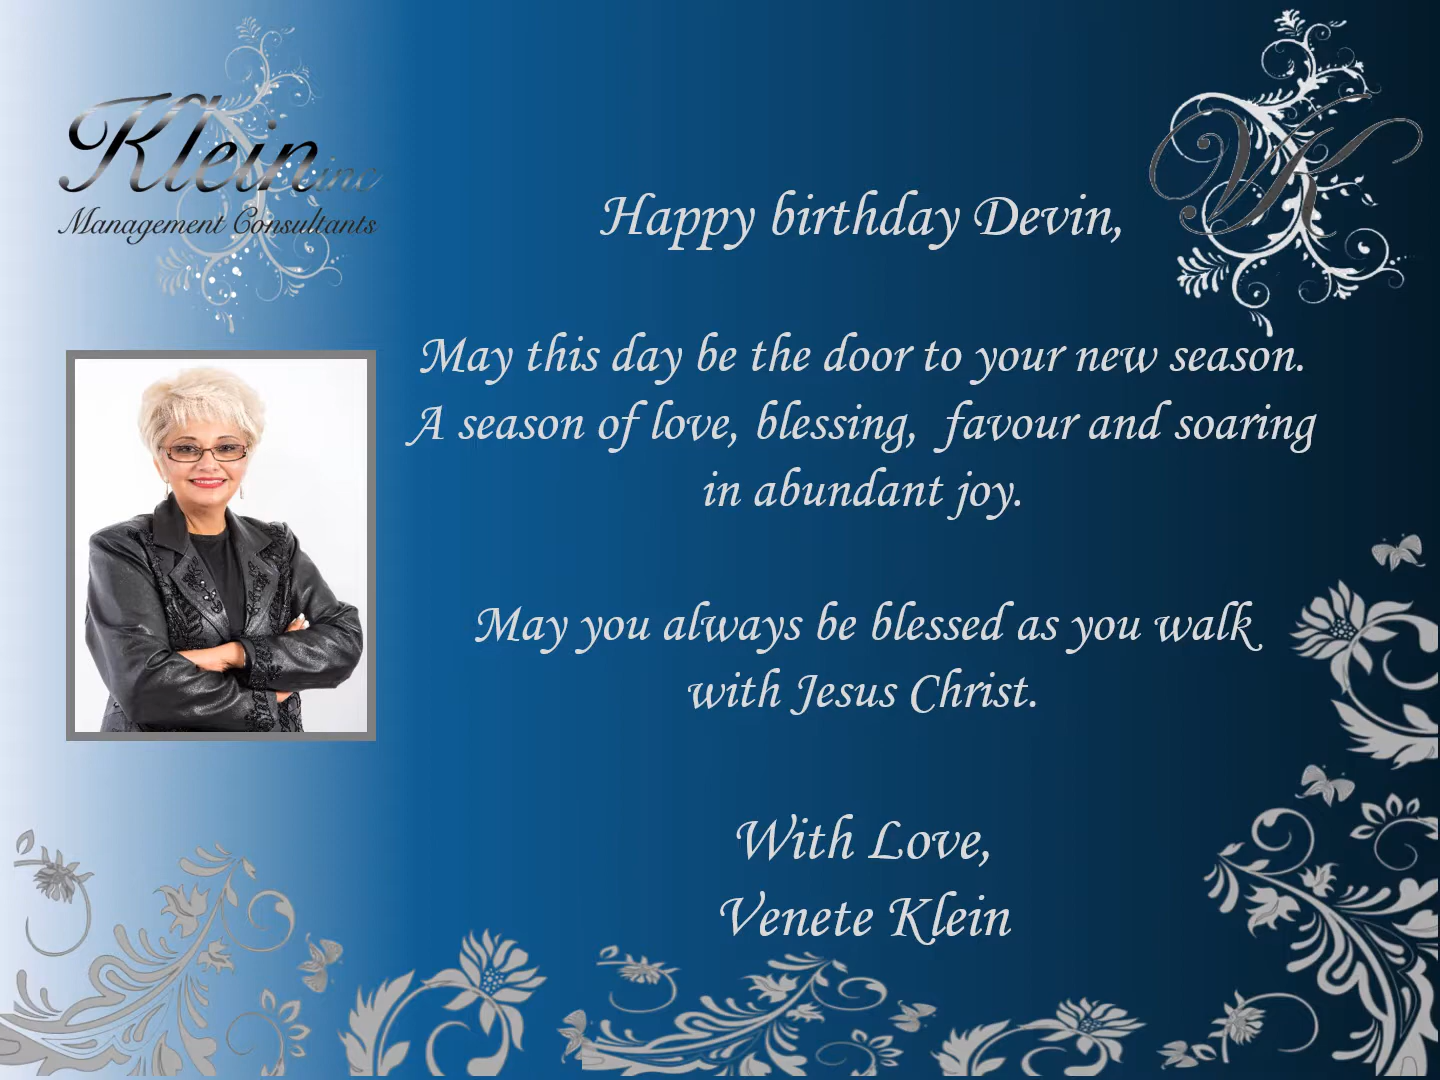 Klein inc
Management Consultants
VK
Happy birthday Devin,
May this day be the door to your new season.
A season of love, blessing, favour and soaring
in abundant joy.
May you always be blessed as you walk
with Jesus Christ.
With Love,
Venete Klein